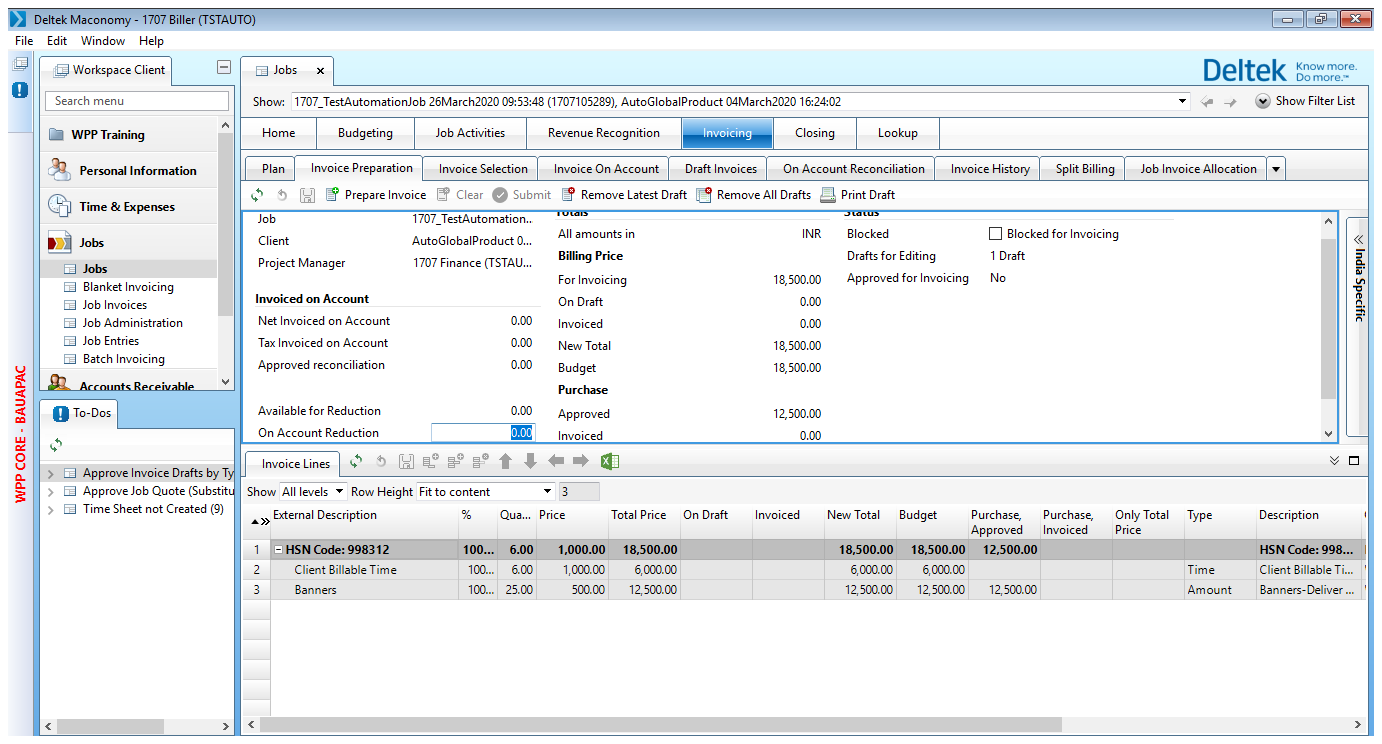 Deltek Maconomy - 1707 Biller (TSTAUTO)
File Edit Window Help
Workspace Client
Search menu
WPP Training
Personal Information
Time & Expenses
Jobs
Jobs
Blanket Invoicing
Job Invoices
Job Administration
Job Entries
Batch Invoicing
Accounts Receivable
To-Dos
Approve Invoice Drafts by Ty
Approve Job Quote (Substitu
Time Sheet not Created (9)
WPP CORE - BAUAPAC
Jobs x
Deltek Know more. Do more.™
Show: 1707_TestAutomationJob 26March2020 09:53:48 (1707105289), AutoGlobalProduct 04March2020 16:24:02 Show Filter List
Home Budgeting Job Activities Revenue Recognition Invoicing Closing Lookup
Plan Invoice Preparation Invoice Selection Invoice On Account Draft Invoices On Account Reconciliation Invoice History Split Billing Job Invoice Allocation
Prepare Invoice Clear Submit Remove Latest Draft Remove All Drafts Print Draft
Job 1707_TestAutomation..
Client AutoGlobalProduct 0...
Project Manager 1707 Finance (TSTAU...
Invoiced on Account
Net Invoiced on Account 0.00
Tax Invoiced on Account 0.00
Approved reconciliation 0.00
Available for Reduction 0.00
On Account Reduction 0.00
Totals
All amounts in INR
Billing Price
For Invoicing 18,500.00
On Draft 0.00
Invoiced 0.00
New Total 18,500.00
Budget 18,500.00
Purchase
Approved 12,500.00
Invoiced 0.00
Status
Blocked Blocked for Invoicing
Drafts for Editing 1 Draft
Approved for Invoicing No
India Specific
Invoice Lines
Show All levels Row Height Fit to content 3
External Description % Qua... Price Total Price On Draft Invoiced New Total Budget Purchase, Approved Purchase, Invoiced Only Total Price Type Description
1 HSN Code: 998312 100... 6.00 1,000.00 18,500.00 18,500.00 18,500.00 12,500.00 HSN Code: 998...
2 Client Billable Time 100... 6.00 1,000.00 6,000.00 6,000.00 6,000.00 Time Client Billable Ti...
3 Banners 100... 25.00 500.00 12,500.00 12,500.00 12,500.00 12,500.00 Amount Banners-Deliver ...